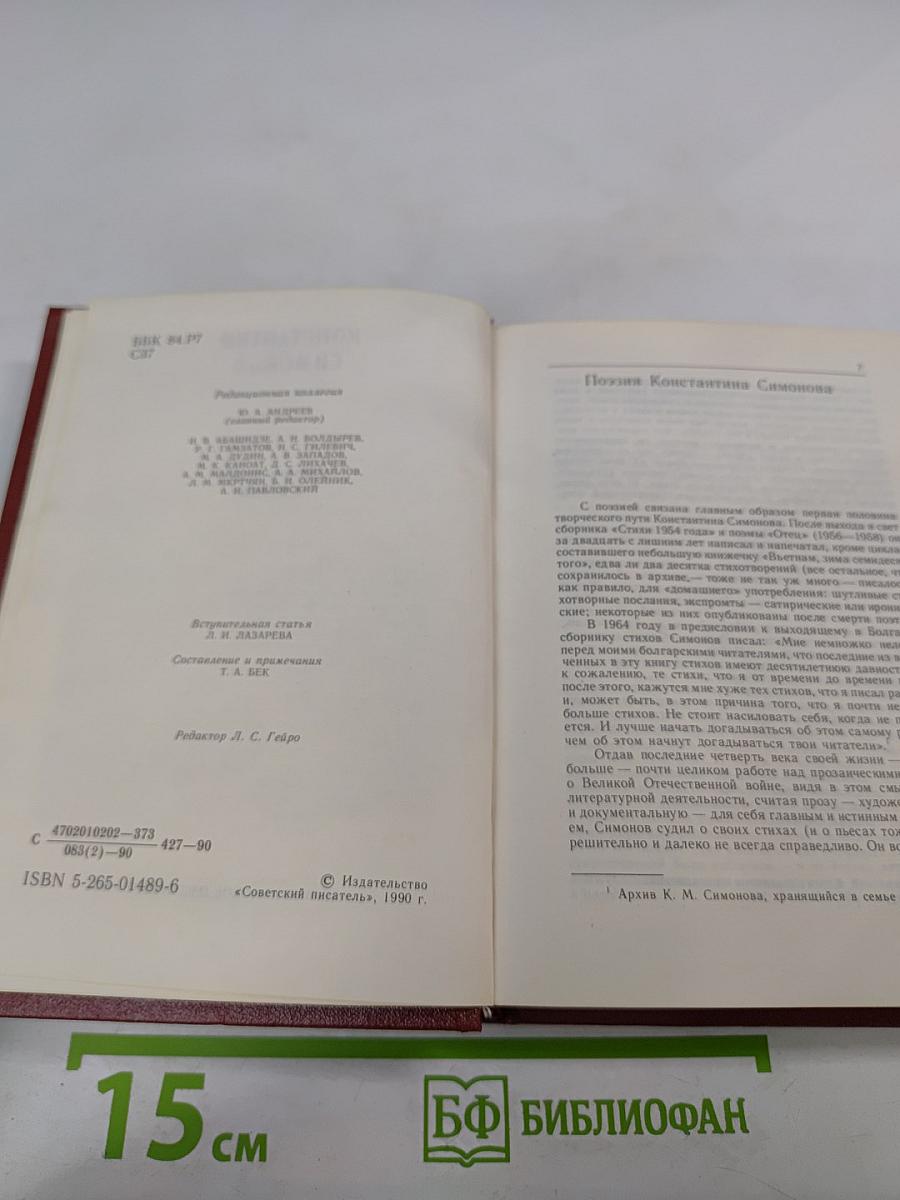 ББК 84.Р7
С37
Редакционная коллегия
Ю. А. АНДРЕЕВ
(главный редактор)
И. В. АБАШИДЗЕ, А. Н. БОЛДЫРЕВ,
Р. Г. ГАМЗАТОВ, Н. С. ГИЛЕВИЧ,
М. А. ДУДИН, А. В. ЗАПАДОВ,
М. К. КАНОАТ, Д. С. ЛИХАЧЕВ,
А. М. МАЛДОНИС, А. А. МИХАЙЛОВ,
Л. М. МКРТЧЯН, Б. И. ОЛЕЙНИК,
А. И. ПАВЛОВСКИЙ
Вступительная статья
Л. И. ЛАЗАРЕВА
Составление и примечания
Т. А. БЕК
Редактор Л. С. Гейро
С 4702010202—373
083(2)—90
427—90
ISBN 5-265-01489-6
© Издательство
«Советский писатель», 1990 г.
Поэзия Константина Симонова
С поэзией связана главным образом первая половина
творческого пути Константина Симонова. После выхода в свет
сборника «Стихи 1954 года» и поэмы «Отец» (1956—1958) он
за двадцать с лишним лет написал и напечатал, кроме цикла,
составившего небольшую книжечку «Вьетнам, зима семидеся
того», едва ли два десятка стихотворений (все остальное, чт
сохранилось в архиве,— тоже не так уж много — писалос
как правило, для «домашнего» употребления: шутливые ст
хотворные послания, экспромты — сатирические или ирони
ские; некоторые из них опубликованы после смерти поэт
В 1964 году в предисловии к выходящему в Болга
сборнику стихов Симонов писал: «Мне немножко нело
перед моими болгарскими читателями, что последние из в
ченных в эту книгу стихов имеют десятилетнюю давност
к сожалению, те стихи, что я от времени до времени
после этого, кажутся мне хуже тех стихов, что я писал ра
и, может быть, в этом причина того, что я почти не
больше стихов. Не стоит насиловать себя, когда не п
ется. И лучше начать догадываться об этом самому р
чем об этом начнут догадываться твои читатели».¹
Отдав последние четверть века своей жизни —
больше — почти целиком работе над прозаическими
о Великой Отечественной войне, видя в этом смы
литературной деятельности, считая прозу — художе
и документальную — для себя главным и истинным
ем, Симонов судил о своих стихах (и о пьесах тож
решительно и далеко не всегда справедливо. Он вс
¹ Архив К. М. Симонова, хранящийся в семье
15 см
БФ БИБЛИОФАН